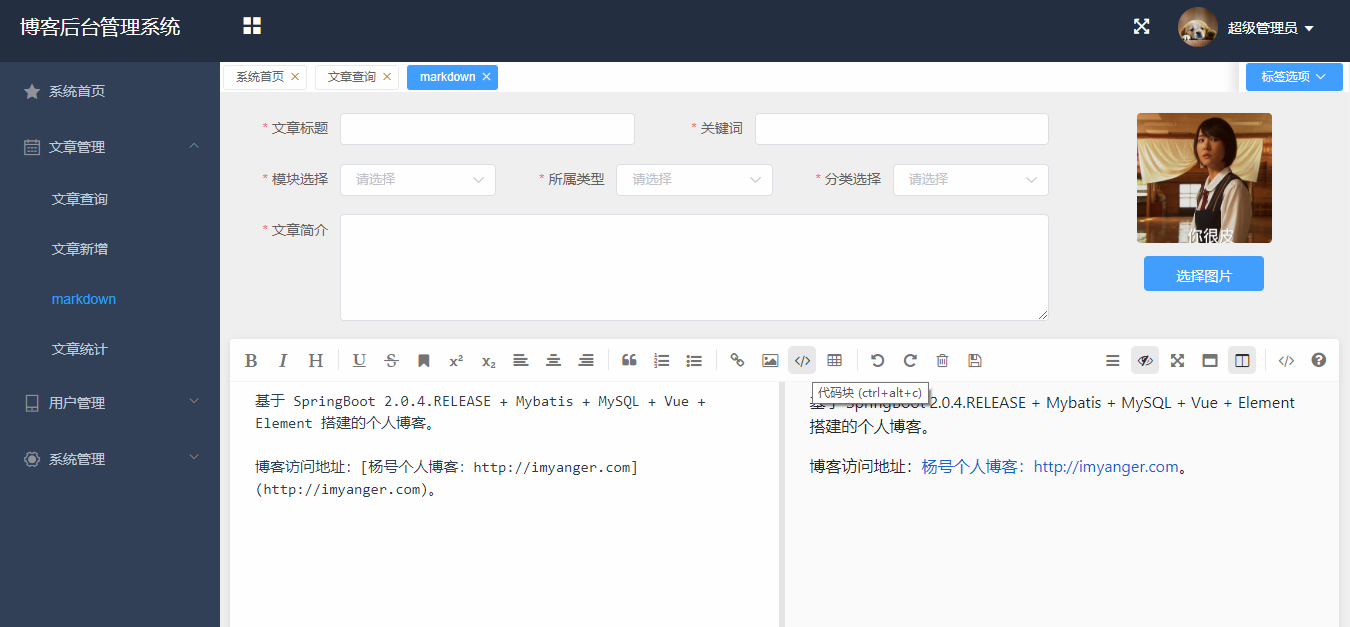 博客后台管理系统
超级管理员
系统首页
文章管理
文章查询
文章新增
markdown
文章统计
用户管理
系统管理
系统首页
文章查询
markdown
标签选项
* 文章标题
* 关键词
* 模块选择
请选择
* 所属类型
请选择
* 分类选择
请选择
* 文章简介
你很皮
选择图片
代码块 (ctrl+alt+c)
基于 SpringBoot 2.0.4.RELEASE + Mybatis + MySQL + Vue +
Element 搭建的个人博客。
博客访问地址：[杨号个人博客：http://imyanger.com]
(http://imyanger.com)。
基于 SpringBoot 2.0.4.RELEASE + Mybatis + MySQL + Vue + Element
搭建的个人博客。
博客访问地址：杨号个人博客：http://imyanger.com。